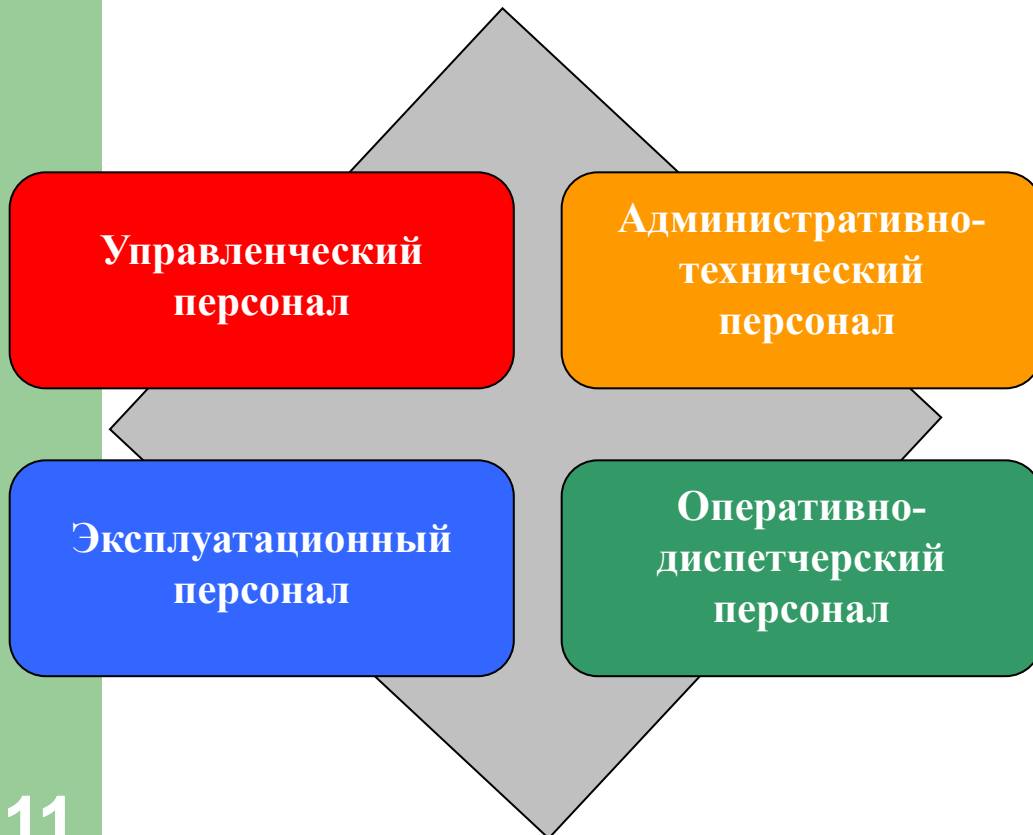 Управленческий
персонал
Административно-
технический
персонал
Эксплуатационный
персонал
Оперативно-
диспетчерский
персонал
11